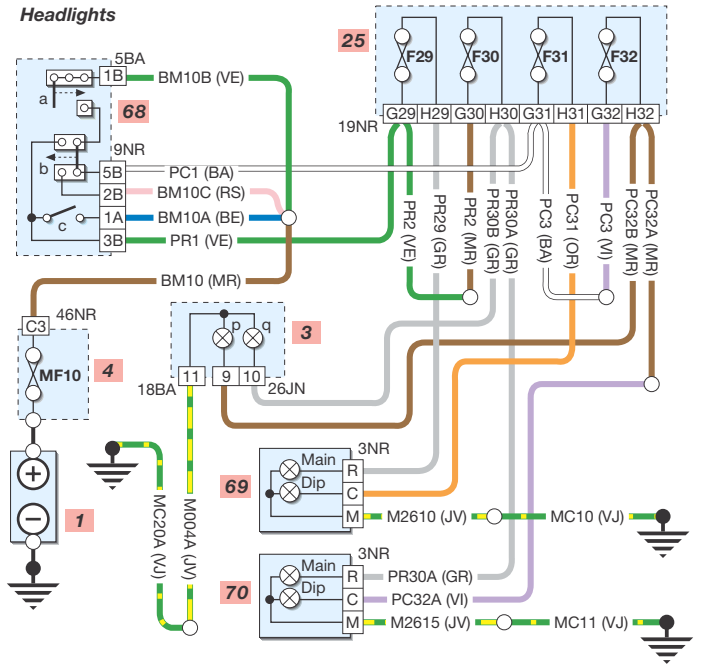 Headlights
25
F29 F30 F31 F32
G29 H29 G30 H30 G31 H31 G32 H32
19NR
5BA
1B BM10B (VE)
a
68
9NR
b
5B PC1 (BA)
2B BM10C (RS)
1A BM10A (BE)
c
3B PR1 (VE)
BM10 (MR)
PR2 (VE)
PR29 (GR)
PR2 (MR)
PR30B (GR)
PR30A (GR)
PC3 (BA)
PC31 (OR)
PC3 (VI)
PC32B (MR)
PC32A (MR)
C3 46NR
MF10
4
+
−
1
p q
3
11 9 10
18BA 26JN
MC20A (VJ)
M004A (JV)
3NR
69
Main R
Dip C
M M2610 (JV) MC10 (VJ)
3NR
70
Main R PR30A (GR)
Dip C PC32A (VI)
M M2615 (JV) MC11 (VJ)